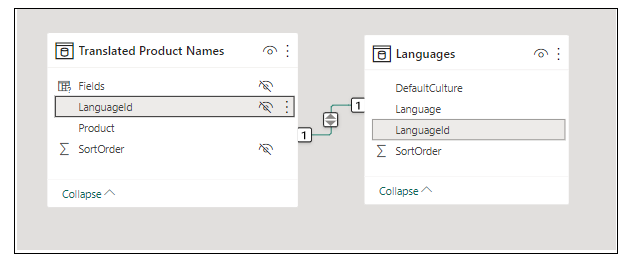 Translated Product Names
Fields
LanguageId
Product
SortOrder
Collapse
1
1
Languages
DefaultCulture
Language
LanguageId
SortOrder
Collapse